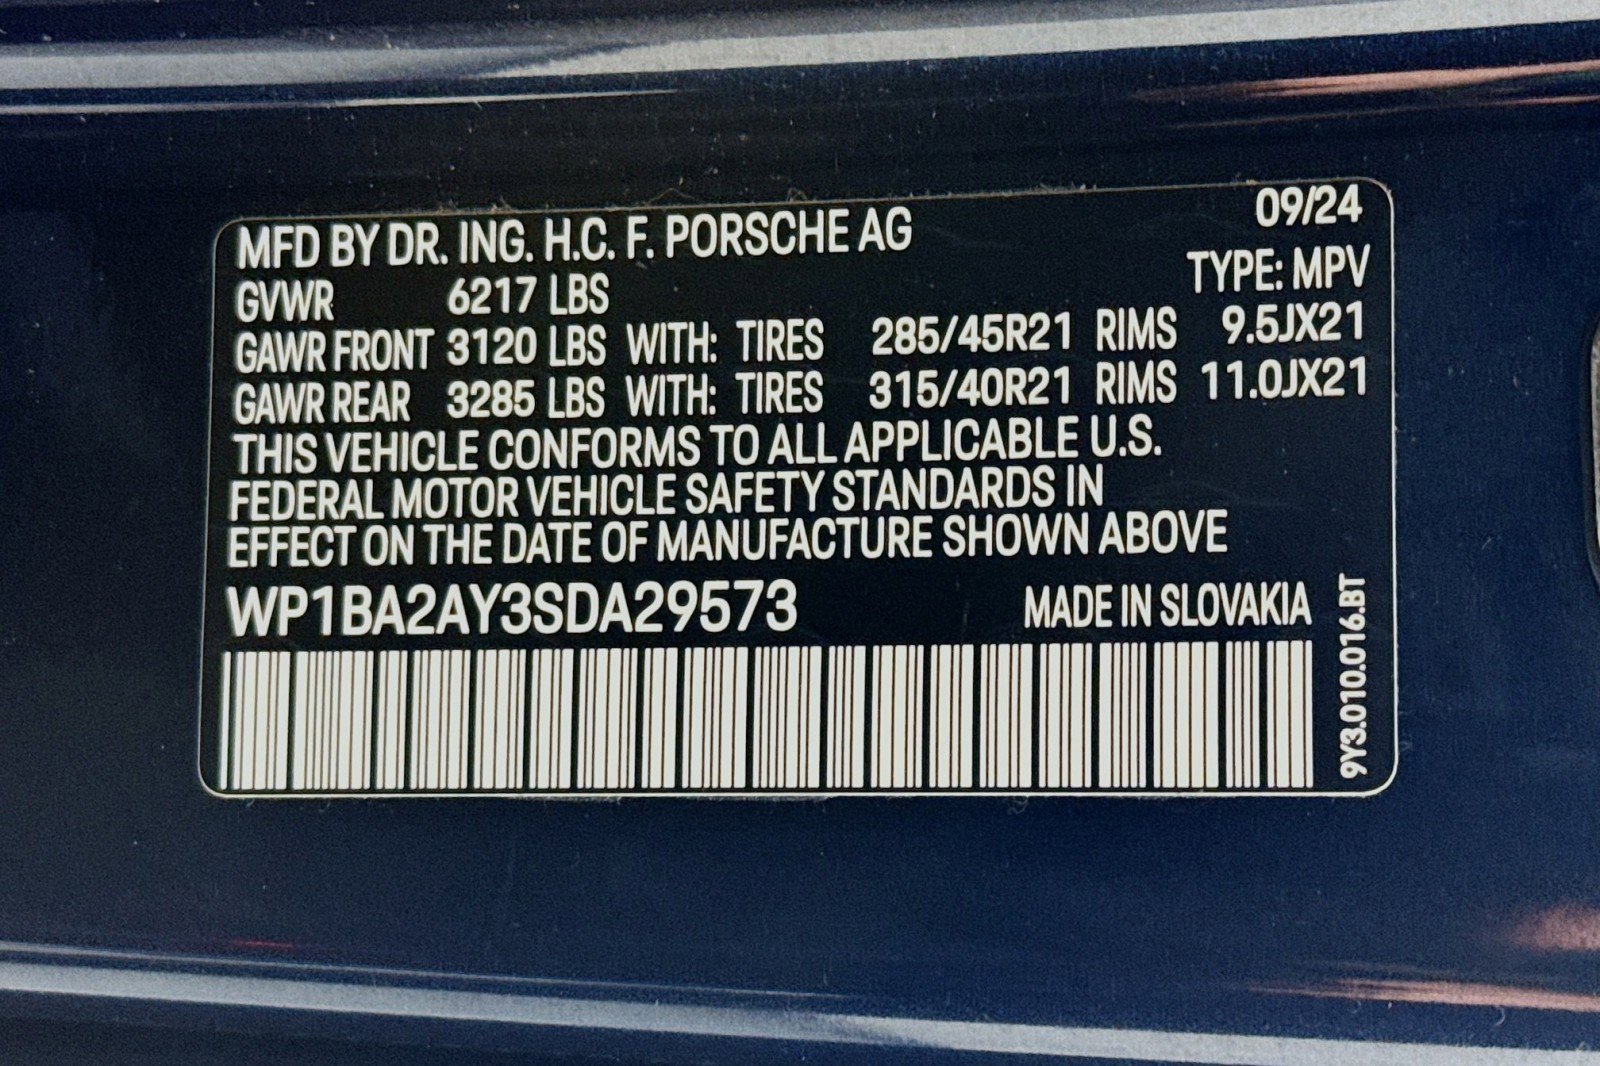 MFD BY DR. ING. H.C. F. PORSCHE AG 09/24
GVWR 6217 LBS TYPE: MPV
GAWR FRONT 3120 LBS WITH: TIRES 285/45R21 RIMS 9.5JX21
GAWR REAR 3285 LBS WITH: TIRES 315/40R21 RIMS 11.0JX21
THIS VEHICLE CONFORMS TO ALL APPLICABLE U.S.
FEDERAL MOTOR VEHICLE SAFETY STANDARDS IN
EFFECT ON THE DATE OF MANUFACTURE SHOWN ABOVE
WP1BA2AY3SDA29573 MADE IN SLOVAKIA
9Y3.010.016.BT